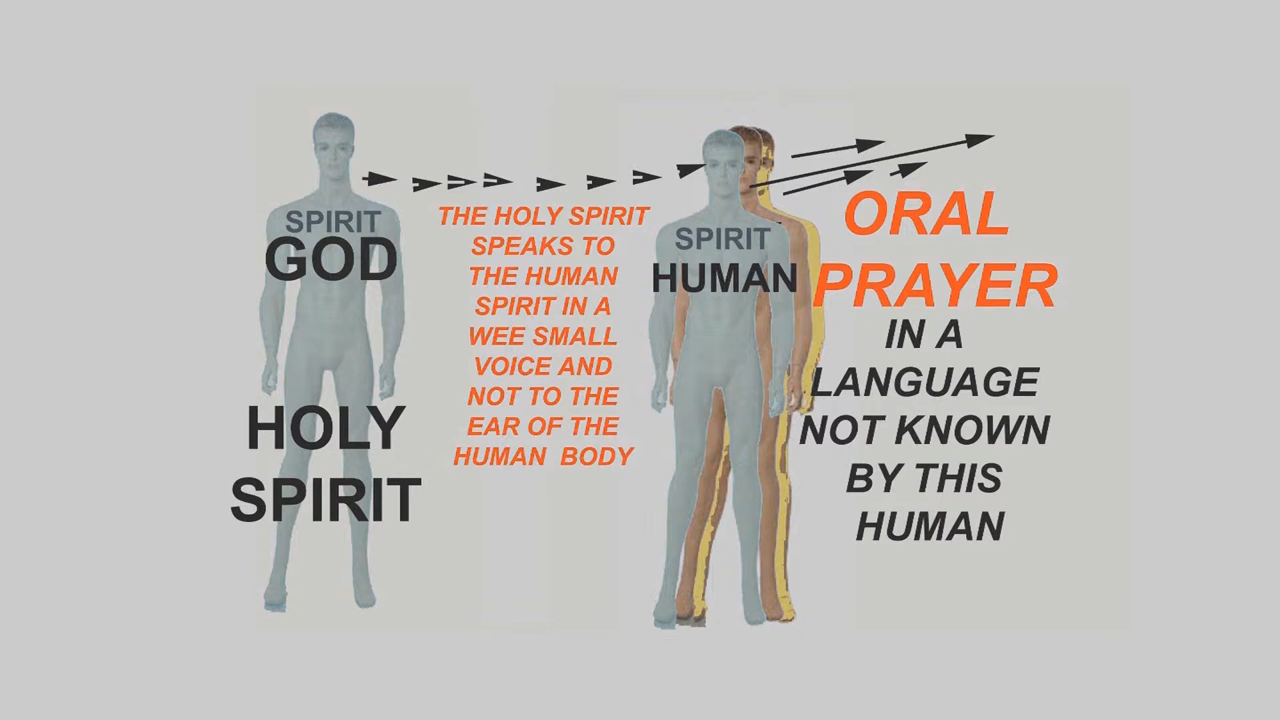 SPIRIT
GOD
HOLY
SPIRIT
THE HOLY SPIRIT
SPEAKS TO
THE HUMAN
SPIRIT IN A
WEE SMALL
VOICE AND
NOT TO THE
EAR OF THE
HUMAN BODY
SPIRIT
HUMAN
ORAL
PRAYER
IN A
LANGUAGE
NOT KNOWN
BY THIS
HUMAN